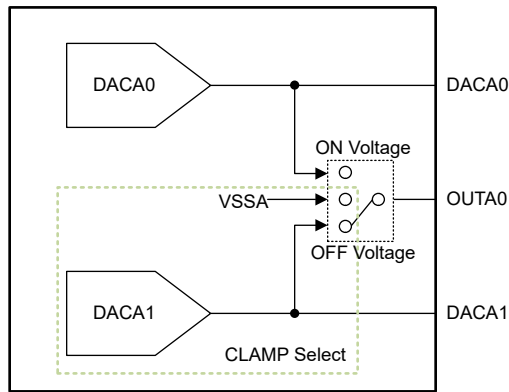 DACA0
DACA0
ON Voltage
VSSA
OUTA0
OFF Voltage
DACA1
DACA1
CLAMP Select